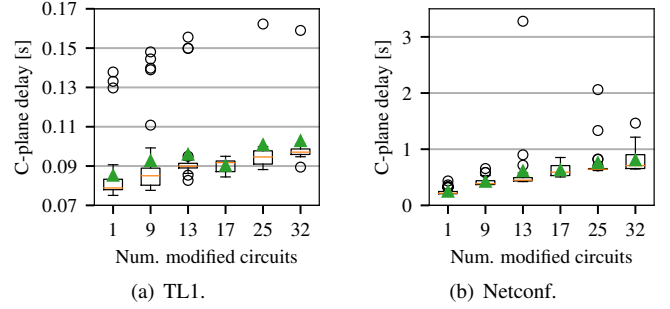 0.17
0.15
0.13
0.11
0.09
0.07
C-plane delay [s]
1 9 13 17 25 32
Num. modified circuits
(a) TL1.
3
2
1
0
C-plane delay [s]
1 9 13 17 25 32
Num. modified circuits
(b) Netconf.